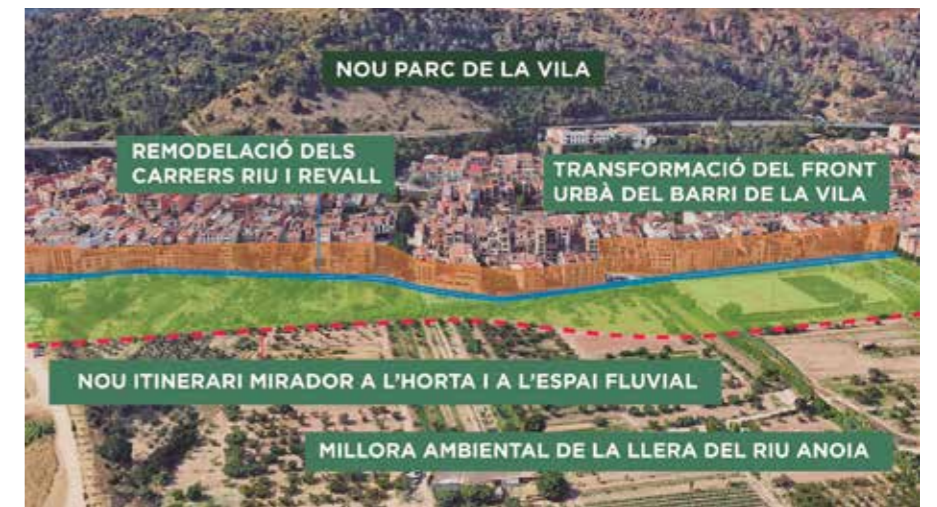 NOU PARC DE LA VILA
REMODELACIÓ DELS
CARRERS RIU I REVALL
TRANSFORMACIÓ DEL FRONT
URBÀ DEL BARRI DE LA VILA
NOU ITINERARI MIRADOR A L'HORTA I A L'ESPAI FLUVIAL
MILLORA AMBIENTAL DE LA LLERA DEL RIU ANOIA